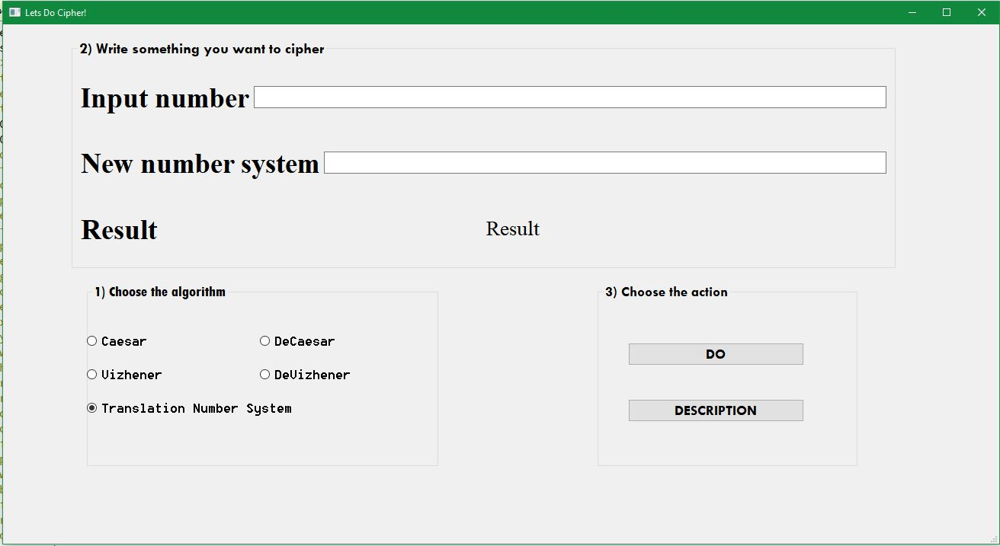 Lets Do Cipher!
2) Write something you want to cipher
Input number
New number system
Result Result
1) Choose the algorithm
3) Choose the action
Caesar DeCaesar
DO
Vizhener DeVizhener
Translation Number System
DESCRIPTION